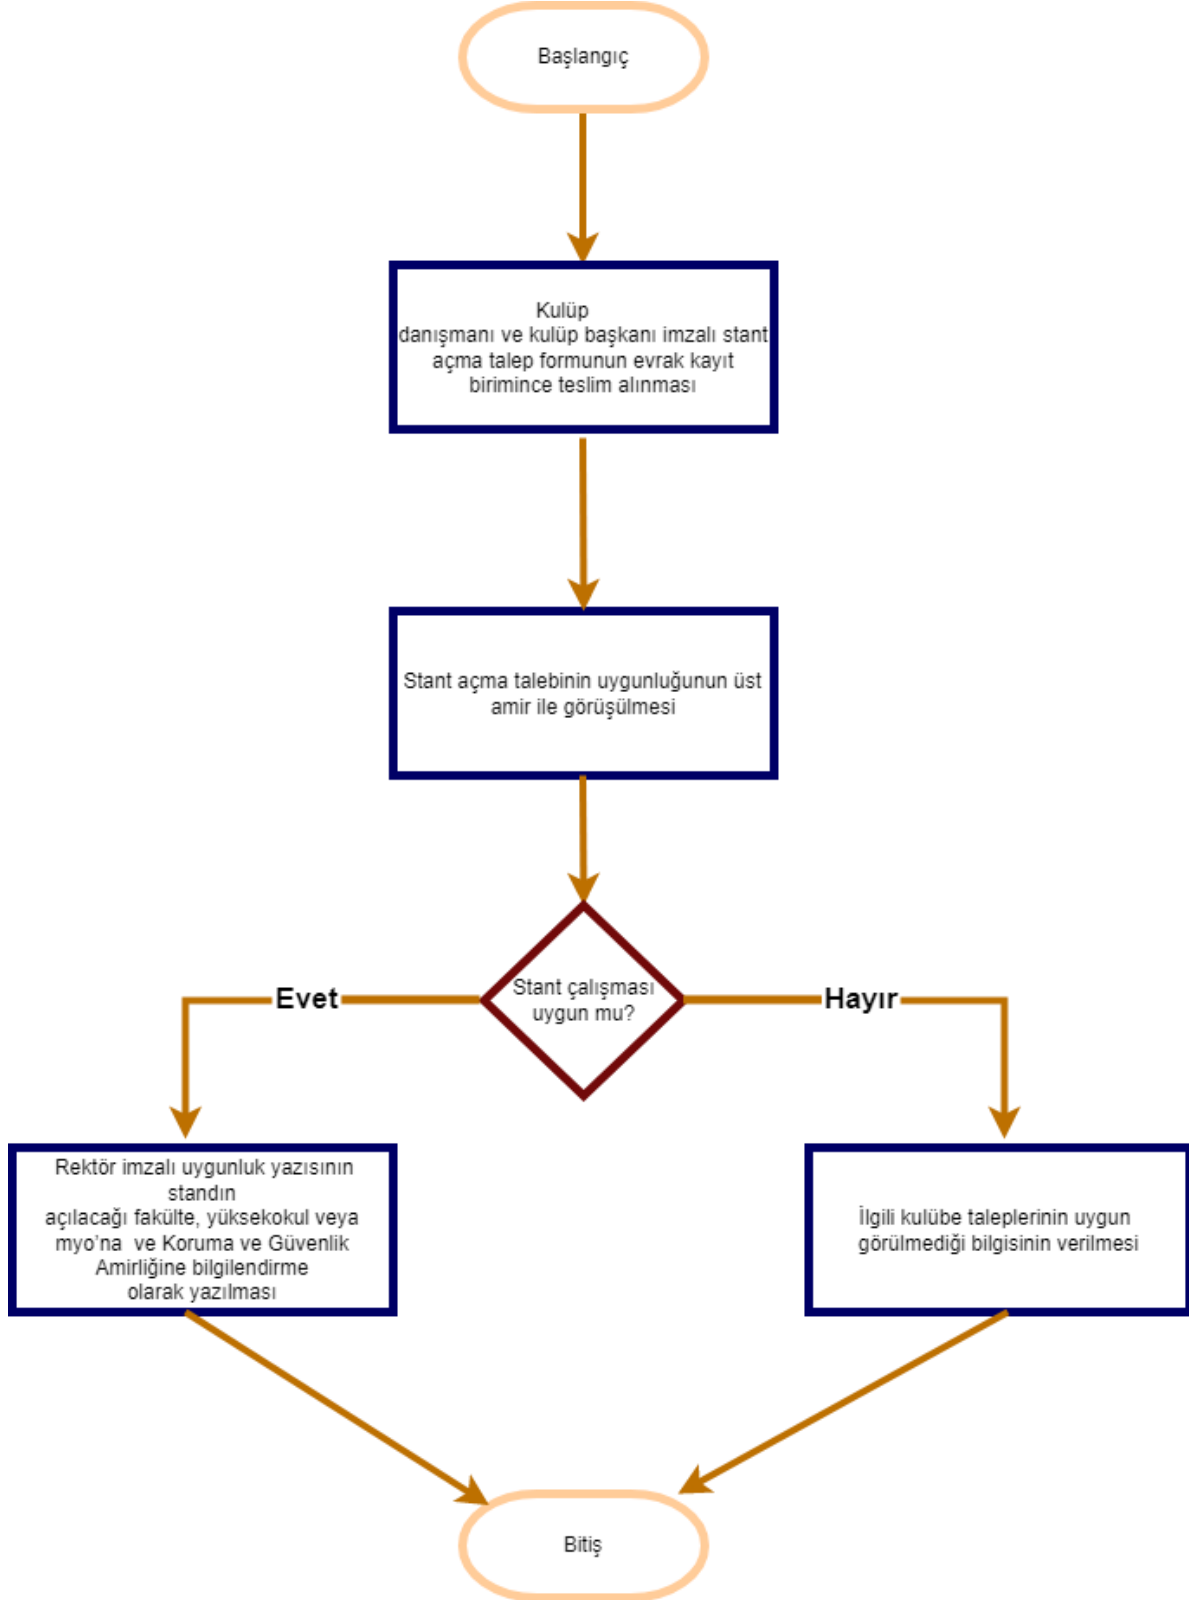 Başlangıç
Kulüp
danışmanı ve kulüp başkanı imzalı stant
açma talep formunun evrak kayıt
birimince teslim alınması
Stant açma talebinin uygunluğunun üst
amir ile görüşülmesi
Stant çalışması
uygun mu?
Evet
Hayır
Rektör imzalı uygunluk yazısının
standın
açılacağı fakülte, yüksekokul veya
myo’na  ve Koruma ve Güvenlik
Amirliğine bilgilendirme
olarak yazılması
İlgili kulübe taleplerinin uygun
görülmediği bilgisinin verilmesi
Bitiş